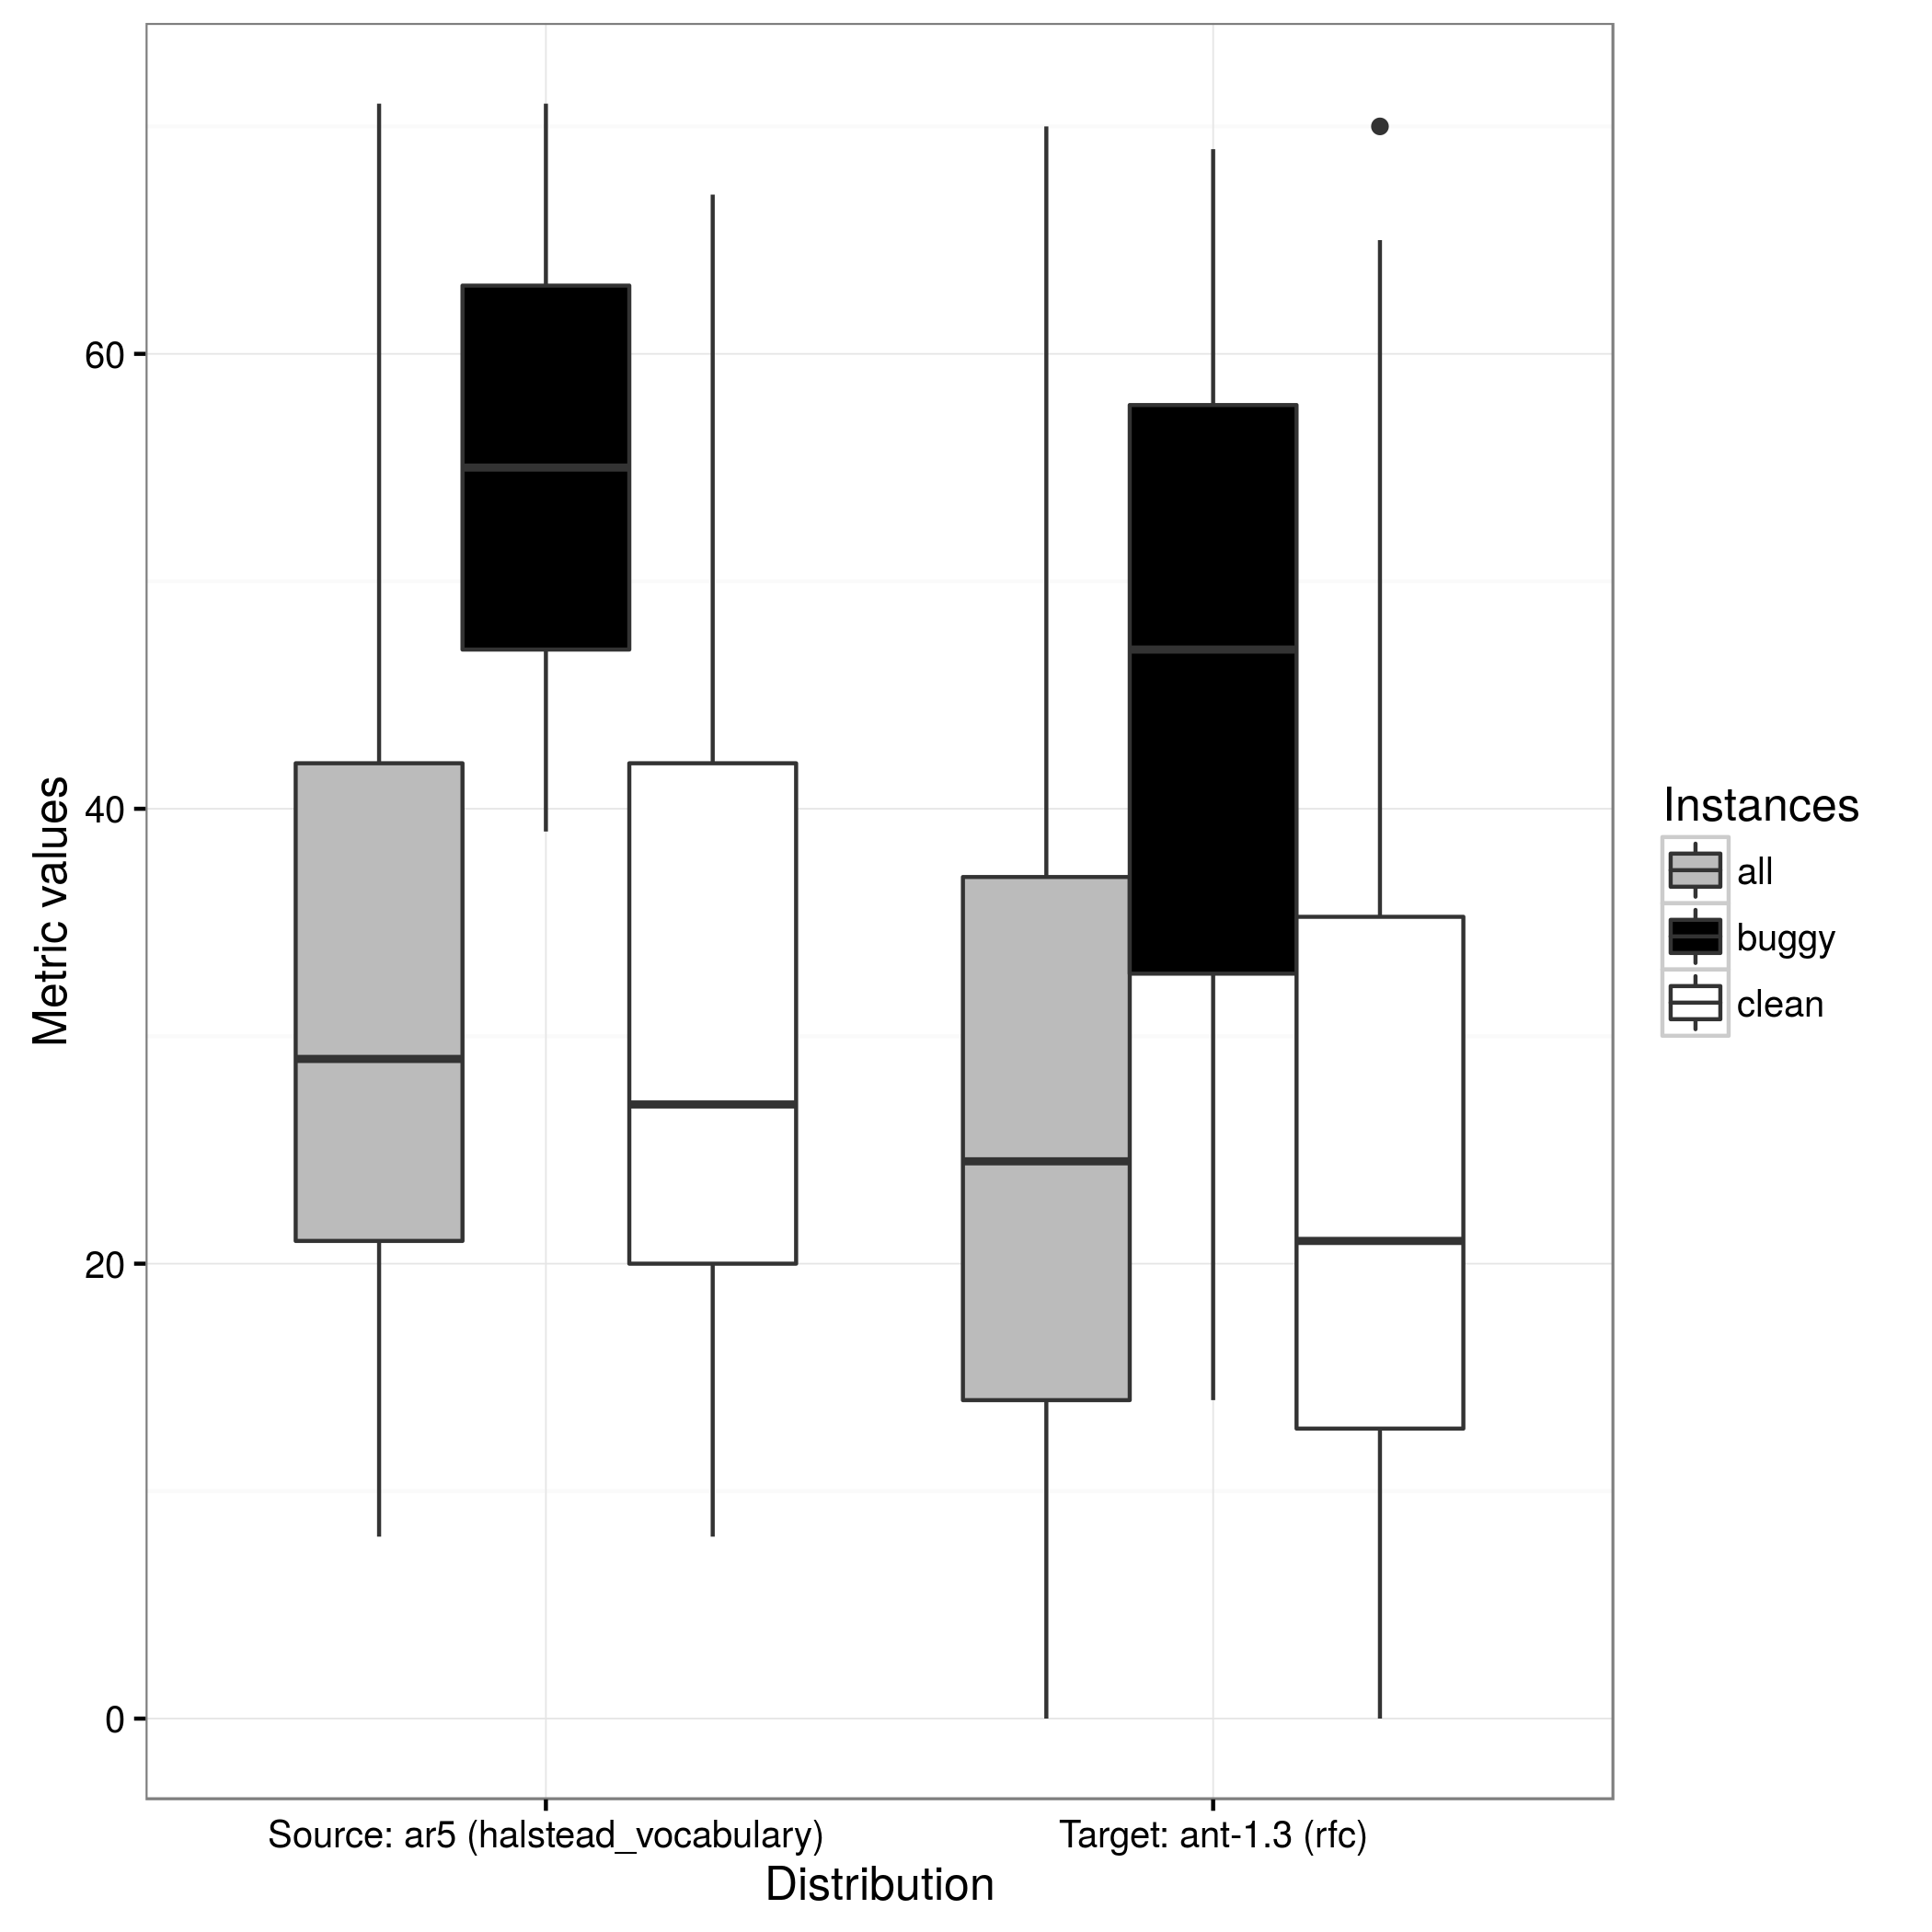 Metric values
60
40
20
0
Source: ar5 (halstead_vocabulary)
Target: ant-1.3 (rfc)
Distribution
Instances
all
buggy
clean